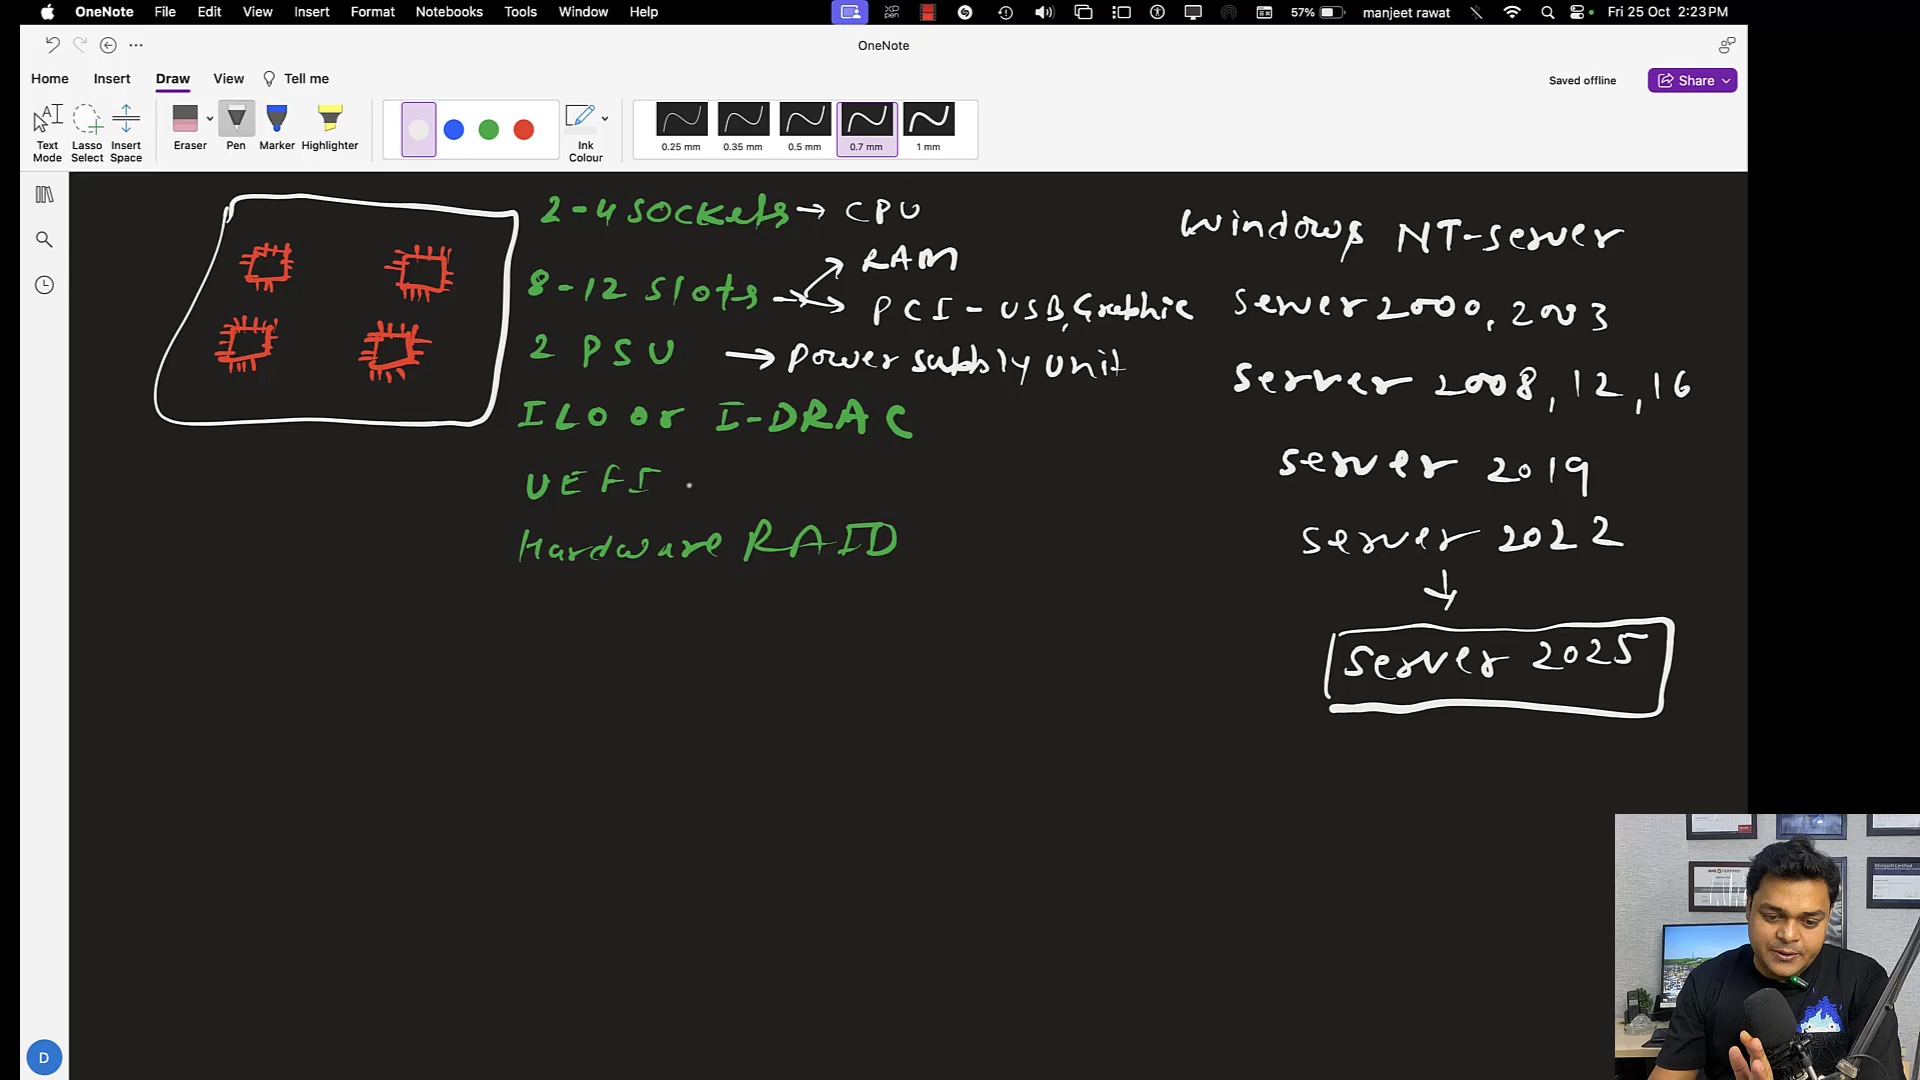 OneNote File Edit View Insert Format Notebooks Tools Window Help XP PEN 57% manjeet rawat Fri 25 Oct 2:23 PM
OneNote
Home Insert Draw View Tell me Saved offline Share
Text Mode Lasso Select Insert Space Eraser Pen Marker Highlighter Ink Colour 0.25 mm 0.35 mm 0.5 mm 0.7 mm 1 mm
2-4 Sockets → CPU
RAM
8-12 Slots → PCI - USB, Graphic
2 PSU → Power Supply Unit
ILO or I-DRAC
UEFI
Hardware RAID
Windows NT-Server
Server 2000, 2003
Server 2008, 12, 16
Server 2019
Server 2022
↓
Server 2025
D